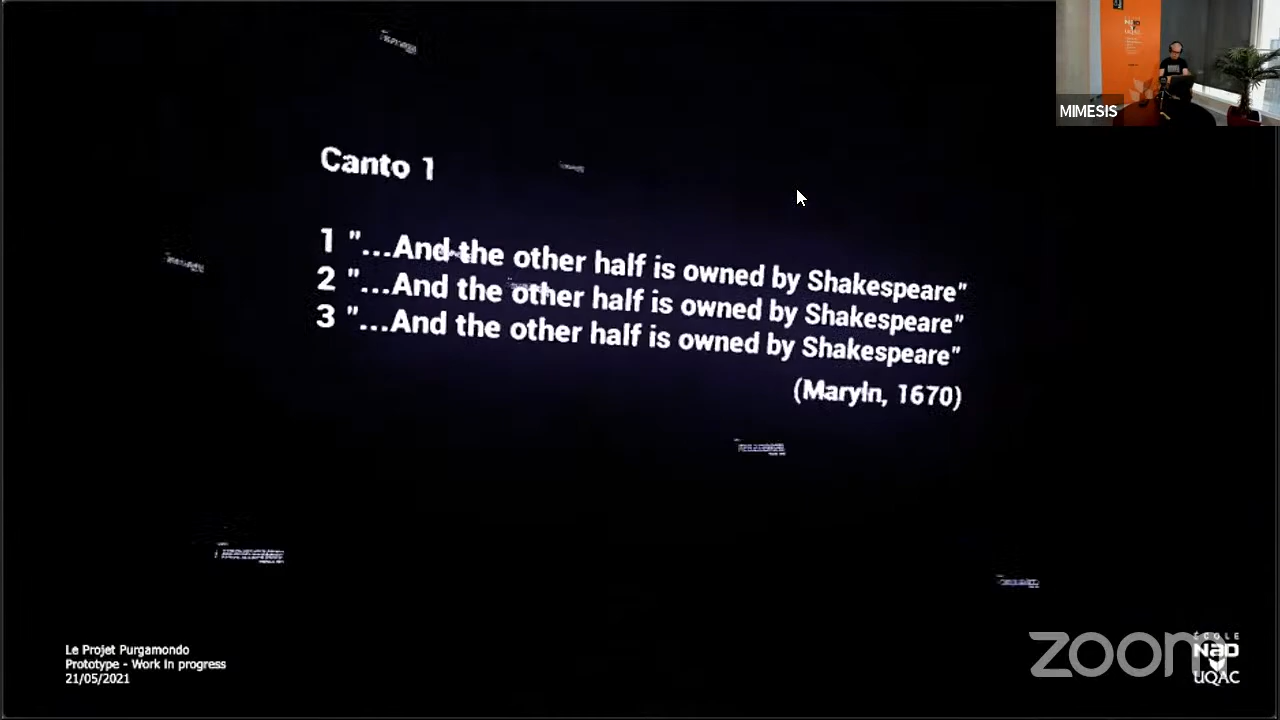 MIMESIS
Canto 1
1 "...And the other half is owned by Shakespeare"
2 "...And the other half is owned by Shakespeare"
3 "...And the other half is owned by Shakespeare"
(Maryln, 1670)
Le Projet Purgamondo
Prototype - Work in progress
21/05/2021
zoom
ÉCOLE
NAD
UQAC